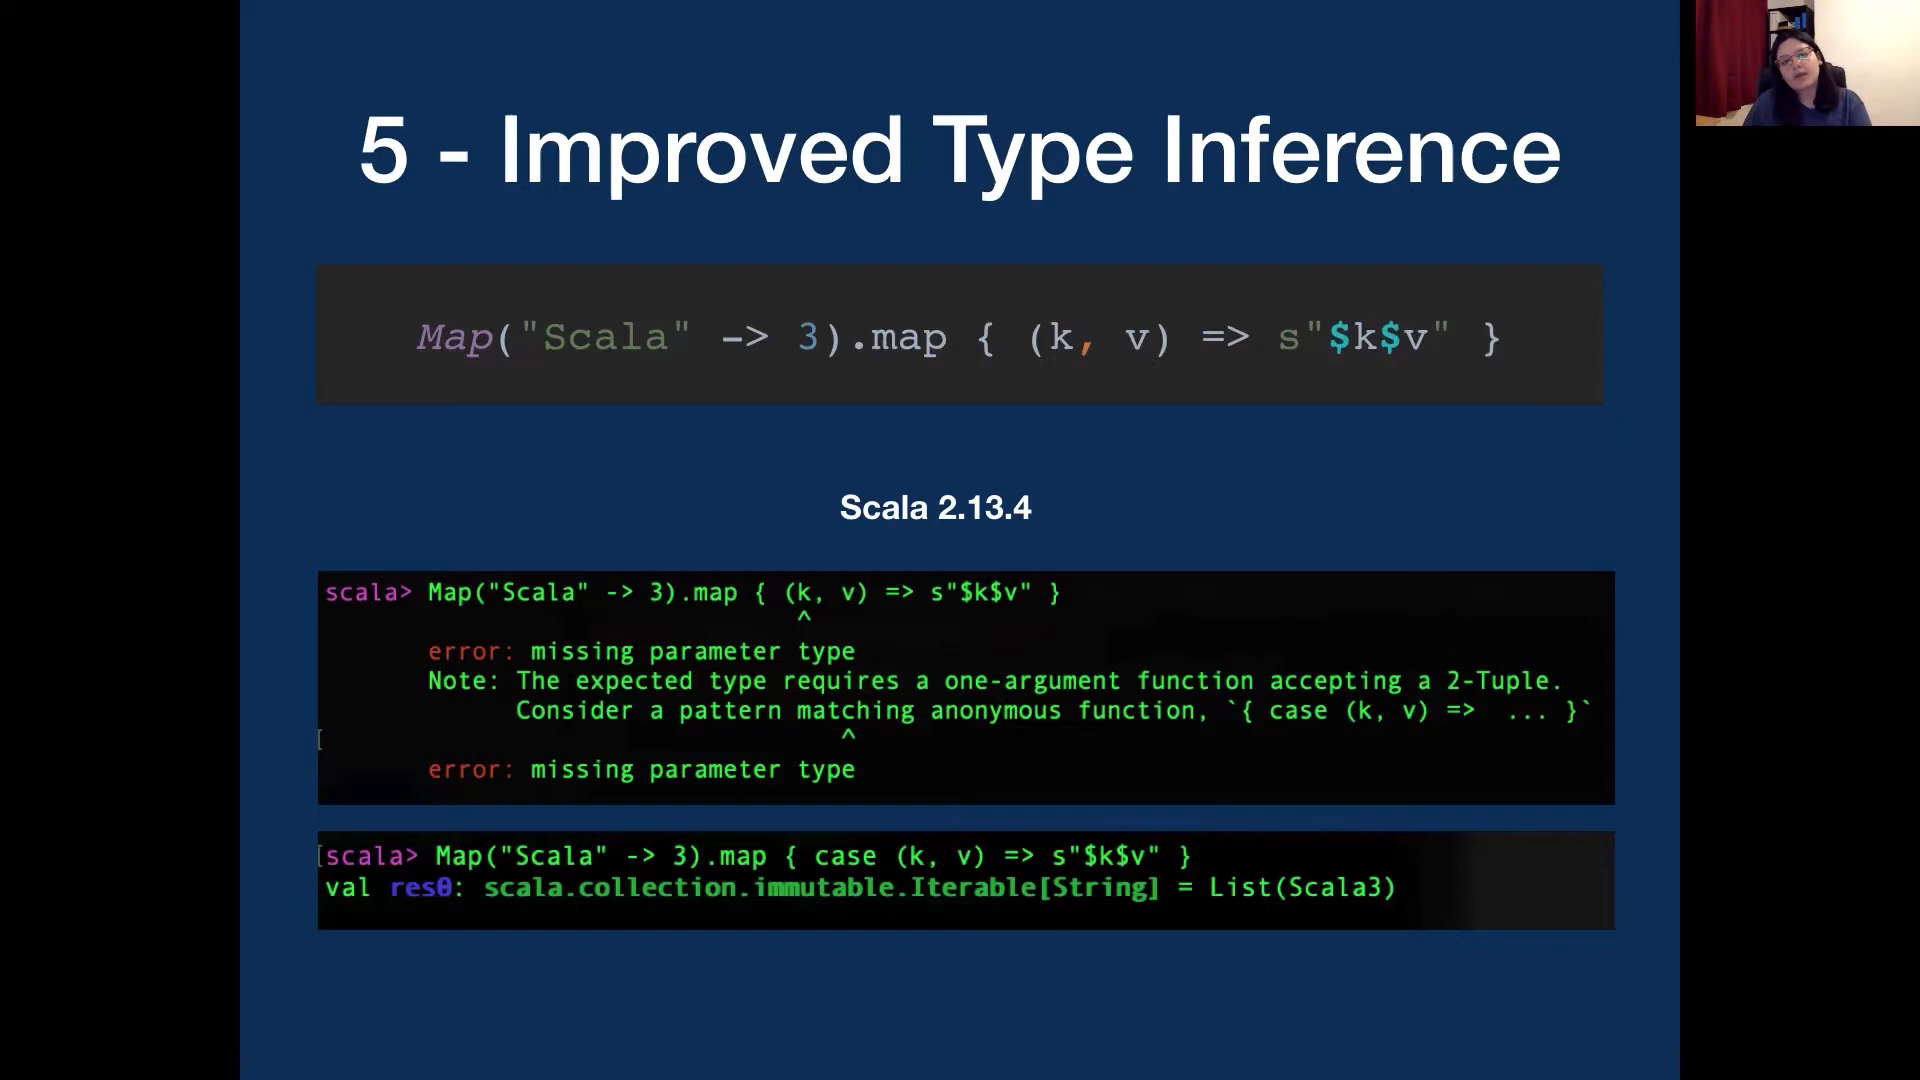 5 - Improved Type Inference
Map("Scala" -> 3).map { (k, v) => s"$k$v" }
Scala 2.13.4
scala> Map("Scala" -> 3).map { (k, v) => s"$k$v" }
^
error: missing parameter type
Note: The expected type requires a one-argument function accepting a 2-Tuple.
Consider a pattern matching anonymous function, `{ case (k, v) =>  ... }`
[
^
error: missing parameter type
[scala> Map("Scala" -> 3).map { case (k, v) => s"$k$v" }
val res0: scala.collection.immutable.Iterable[String] = List(Scala3)